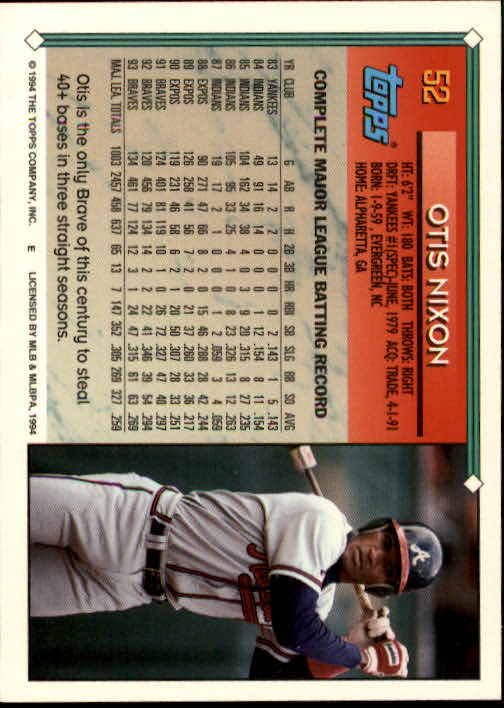 52
OTIS NIXON
Topps
HT: 6'2" WT: 180 BATS: BOTH THROWS: RIGHT
DRFT: YANKEES #1(SPEC)-JUNE, 1979 ACQ: TRADE, 4-1-91
BORN: 1-9-59, EVERGREEN, NC
HOME: ALPHARETTA, GA
COMPLETE MAJOR LEAGUE BATTING RECORD
YR CLUB G AB R H 2B 3B HR RBI SB SLG BB SO AVG
83 YANKEES 13 14 2 2 0 0 0 0 2 .143 1 5 .143
84 INDIANS 49 91 16 14 0 0 0 1 12 .154 8 11 .154
85 INDIANS 104 162 34 38 4 0 3 9 20 .315 8 27 .235
86 INDIANS 105 95 33 25 4 1 0 8 23 .326 13 12 .263
87 INDIANS 19 17 2 1 0 0 0 1 2 .059 3 4 .059
88 EXPOS 90 271 47 66 8 2 0 15 46 .288 28 42 .244
89 EXPOS 126 258 41 56 7 2 0 21 37 .260 33 36 .217
90 EXPOS 119 231 46 58 6 2 1 20 50 .307 28 33 .251
91 BRAVES 124 401 81 119 10 1 0 26 72 .327 47 40 .297
92 BRAVES 120 456 79 134 14 2 2 22 41 .346 39 54 .294
93 BRAVES 134 461 77 124 12 3 1 24 47 .315 61 63 .269
MAJ. LEA. TOTALS 1003 2457 458 637 65 13 7 147 352 .305 269 327 .259
Otis is the only Brave of this century to steal
40+ bases in three straight seasons.
© 1994 THE TOPPS COMPANY, INC. E LICENSED BY MLB & MLBPA, 1994
A